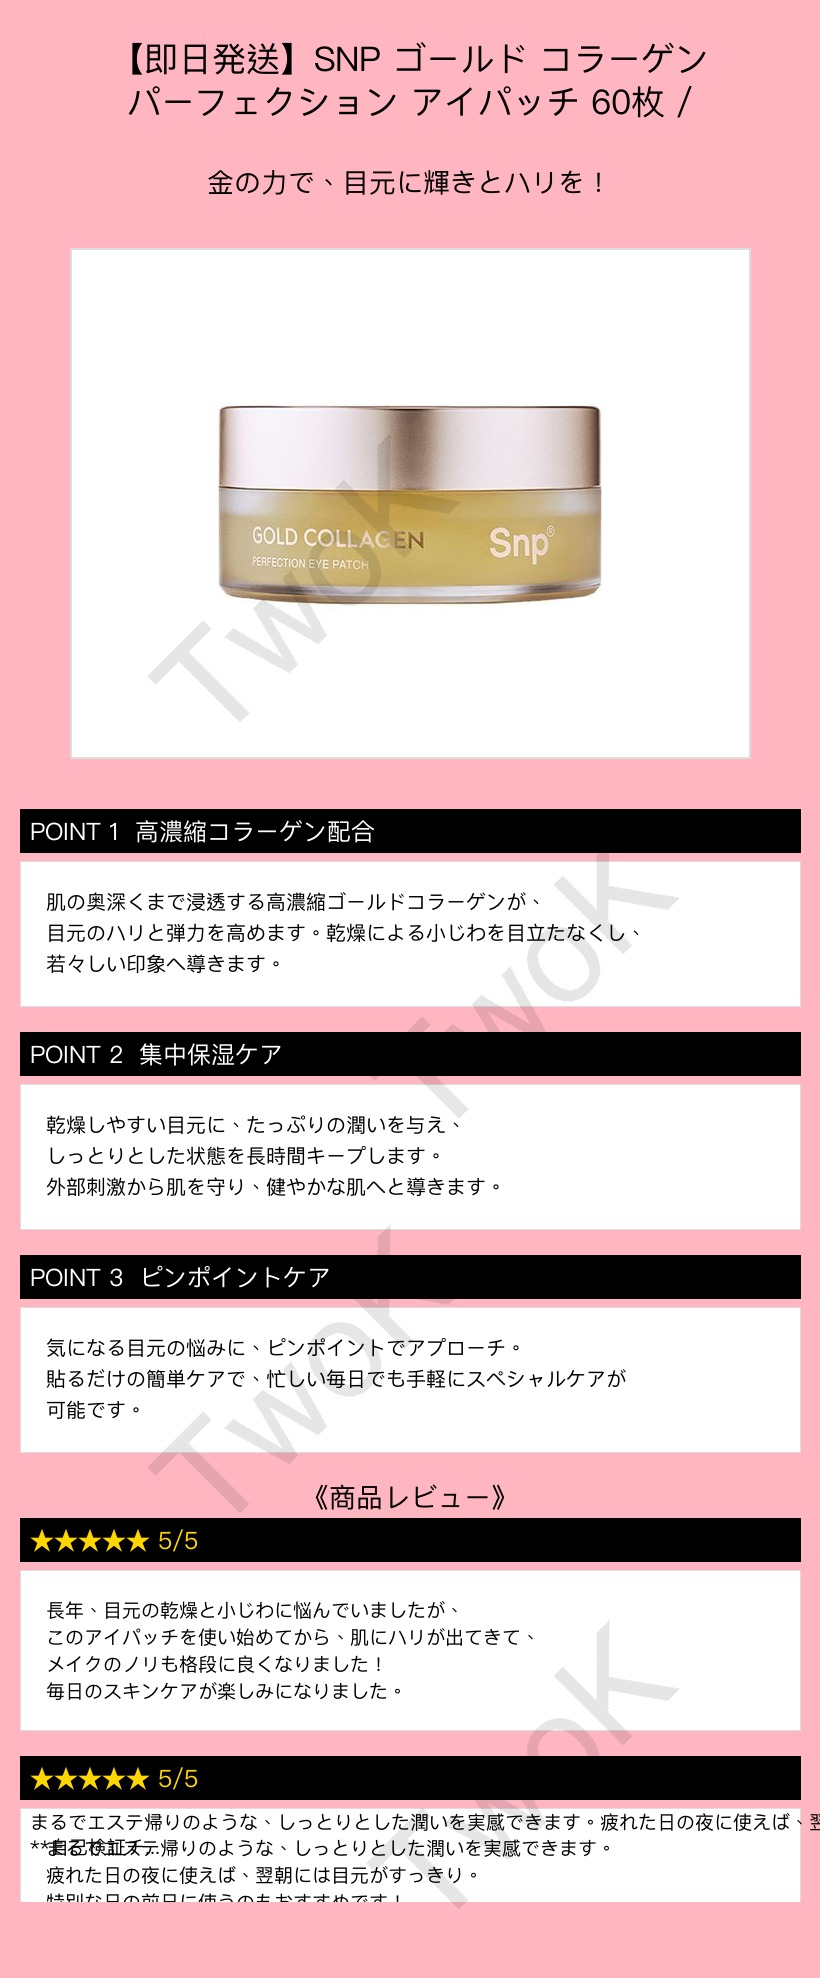 【即日発送】SNP ゴールド コラーゲン
パーフェクション アイパッチ 60枚 /
金の力で、目元に輝きとハリを！
GOLD COLLAGEN
PERFECTION EYE PATCH
Snp®
TwoK
POINT 1 高濃縮コラーゲン配合
肌の奥深くまで浸透する高濃縮ゴールドコラーゲンが、
目元のハリと弾力を高めます。乾燥による小じわを目立たなくし、
若々しい印象へ導きます。
TwoK
POINT 2 集中保湿ケア
乾燥しやすい目元に、たっぷりの潤いを与え、
しっとりとした状態を長時間キープします。
外部刺激から肌を守り、健やかな肌へと導きます。
POINT 3 ピンポイントケア
気になる目元の悩みに、ピンポイントでアプローチ。
貼るだけの簡単ケアで、忙しい毎日でも手軽にスペシャルケアが
可能です。
TwoK
《商品レビュー》
★★★★★ 5/5
長年、目元の乾燥と小じわに悩んでいましたが、
このアイパッチを使い始めてから、肌にハリが出てきて、
メイクのノリも格段に良くなりました！
毎日のスキンケアが楽しみになりました。
TwoK
★★★★★ 5/5
まるでエステ帰りのような、しっとりとした潤いを実感できます。疲れた日の夜に使えば、翌
まるでエステ帰りのような、しっとりとした潤いを実感できます。
疲れた日の夜に使えば、翌朝には目元がすっきり。
特別な日の前日に使うのもおすすめです！